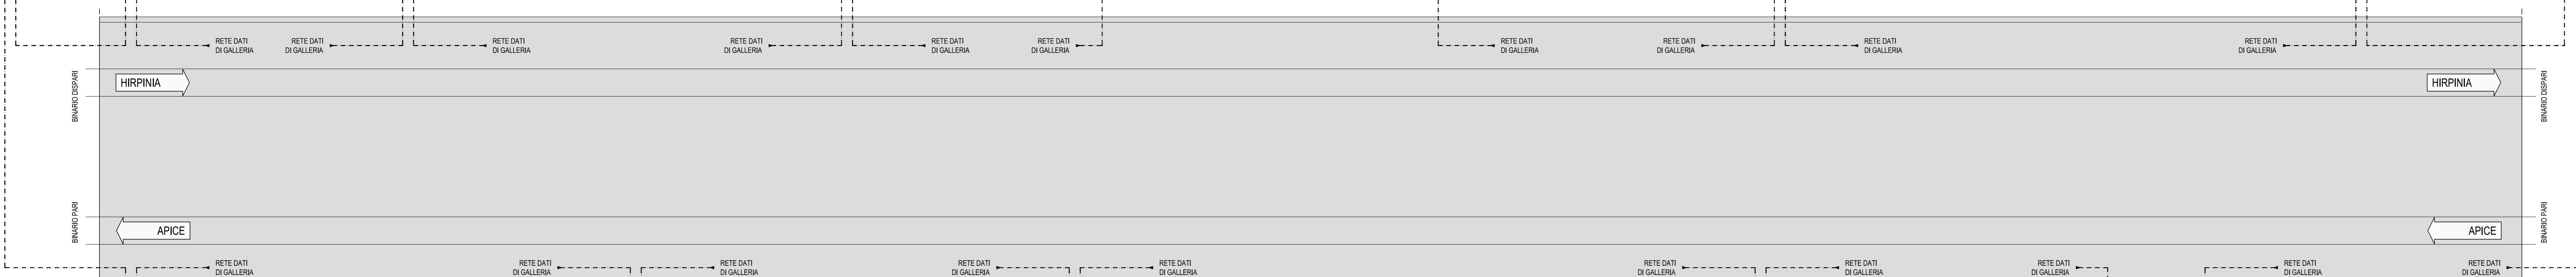 RETE DATI
DI GALLERIA
RETE DATI
DI GALLERIA
RETE DATI
DI GALLERIA
RETE DATI
DI GALLERIA
RETE DATI
DI GALLERIA
RETE DATI
DI GALLERIA
RETE DATI
DI GALLERIA
RETE DATI
DI GALLERIA
RETE DATI
DI GALLERIA
RETE DATI
DI GALLERIA
BINARIO DISPARI
HIRPINIA
HIRPINIA
BINARIO DISPARI
BINARIO PARI
APICE
APICE
BINARIO PARI
RETE DATI
DI GALLERIA
RETE DATI
DI GALLERIA
RETE DATI
DI GALLERIA
RETE DATI
DI GALLERIA
RETE DATI
DI GALLERIA
RETE DATI
DI GALLERIA
RETE DATI
DI GALLERIA
RETE DATI
DI GALLERIA
RETE DATI
DI GALLERIA
RETE DATI
DI GALLERIA